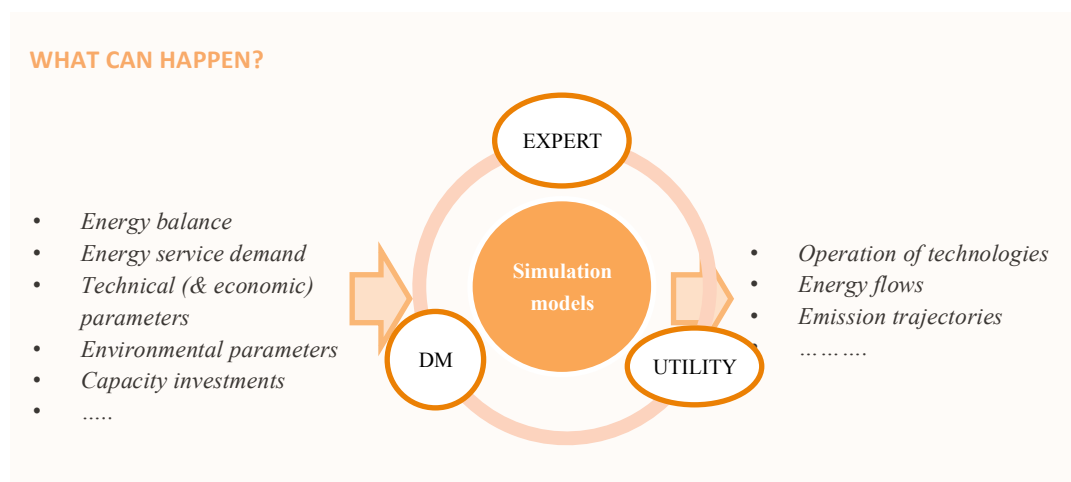 WHAT CAN HAPPEN?
EXPERT
• Energy balance
• Energy service demand
• Technical (& economic)
parameters
• Environmental parameters
• Capacity investments
• .....
Simulation
models
DM
UTILITY
• Operation of technologies
• Energy flows
• Emission trajectories
• ……….